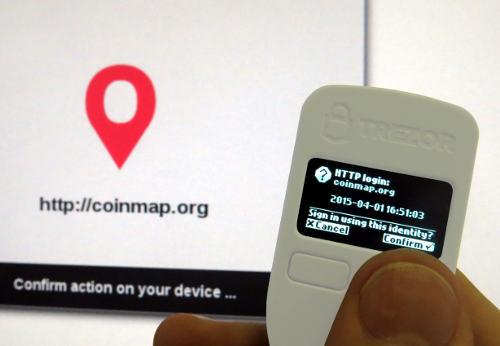 http://coinmap.org
Confirm action on your device ...
TREZOR
HTTP login:
coinmap.org
2015-04-01 16:51:03
Sign in using this identity?
✕Cancel
Confirm✓